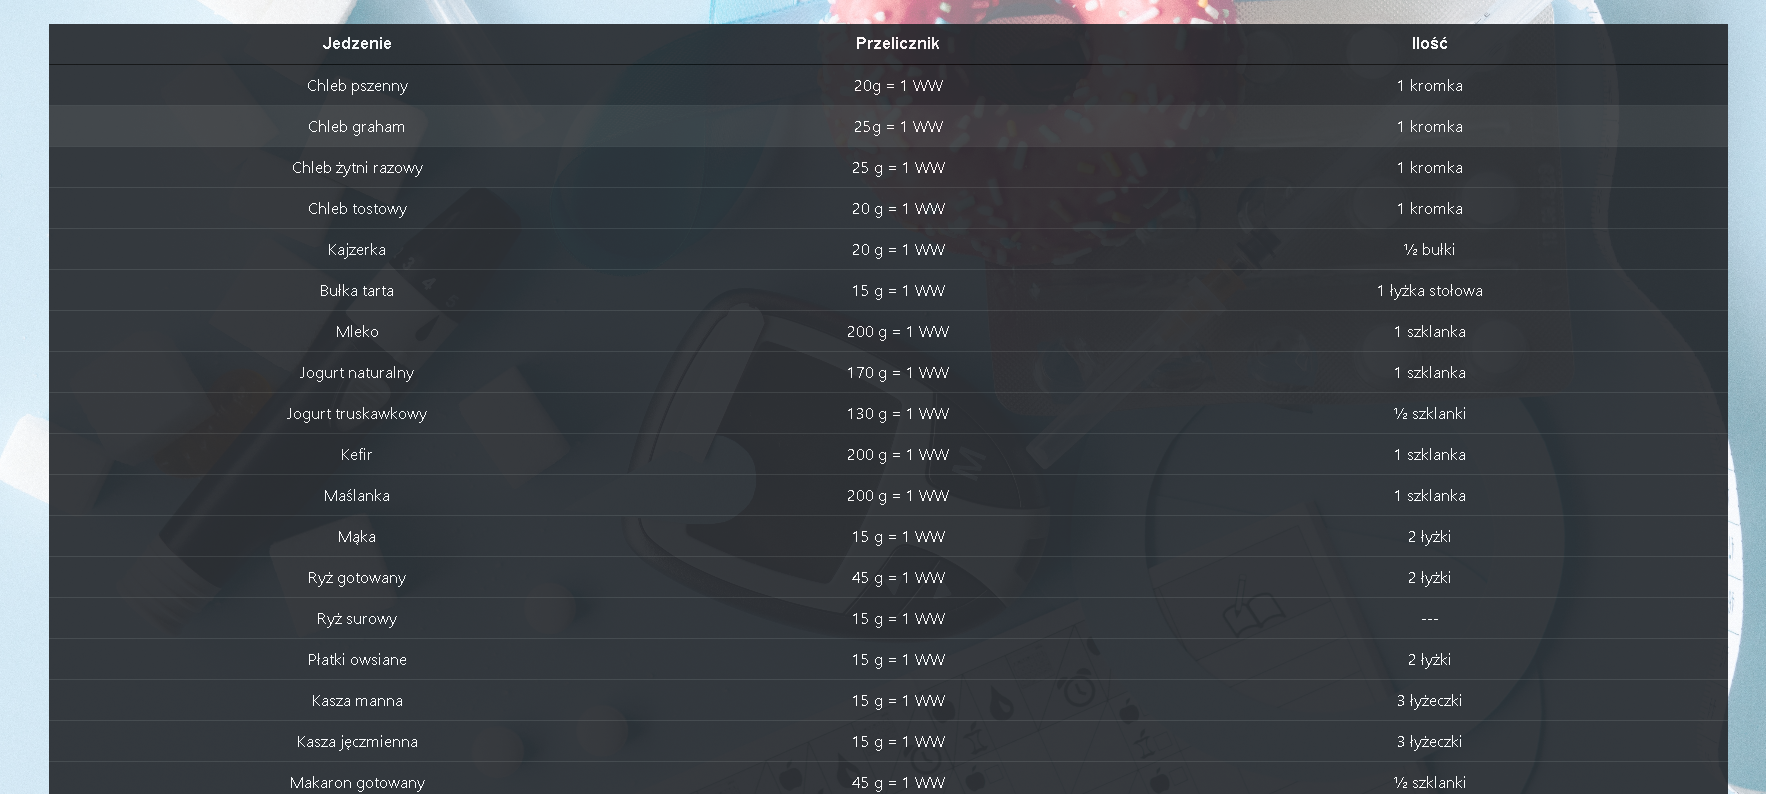 Jedzenie Przelicznik Ilość
Chleb pszenny 20g = 1 WW 1 kromka
Chleb graham 25g = 1 WW 1 kromka
Chleb żytni razowy 25 g = 1 WW 1 kromka
Chleb tostowy 20 g = 1 WW 1 kromka
Kajzerka 20 g = 1 WW ½ bułki
Bułka tarta 15 g = 1 WW 1 łyżka stołowa
Mleko 200 g = 1 WW 1 szklanka
Jogurt naturalny 170 g = 1 WW 1 szklanka
Jogurt truskawkowy 130 g = 1 WW ½ szklanki
Kefir 200 g = 1 WW 1 szklanka
Maślanka 200 g = 1 WW 1 szklanka
Mąka 15 g = 1 WW 2 łyżki
Ryż gotowany 45 g = 1 WW 2 łyżki
Ryż surowy 15 g = 1 WW ---
Płatki owsiane 15 g = 1 WW 2 łyżki
Kasza manna 15 g = 1 WW 3 łyżeczki
Kasza jęczmienna 15 g = 1 WW 3 łyżeczki
Makaron gotowany 45 g = 1 WW ½ szklanki